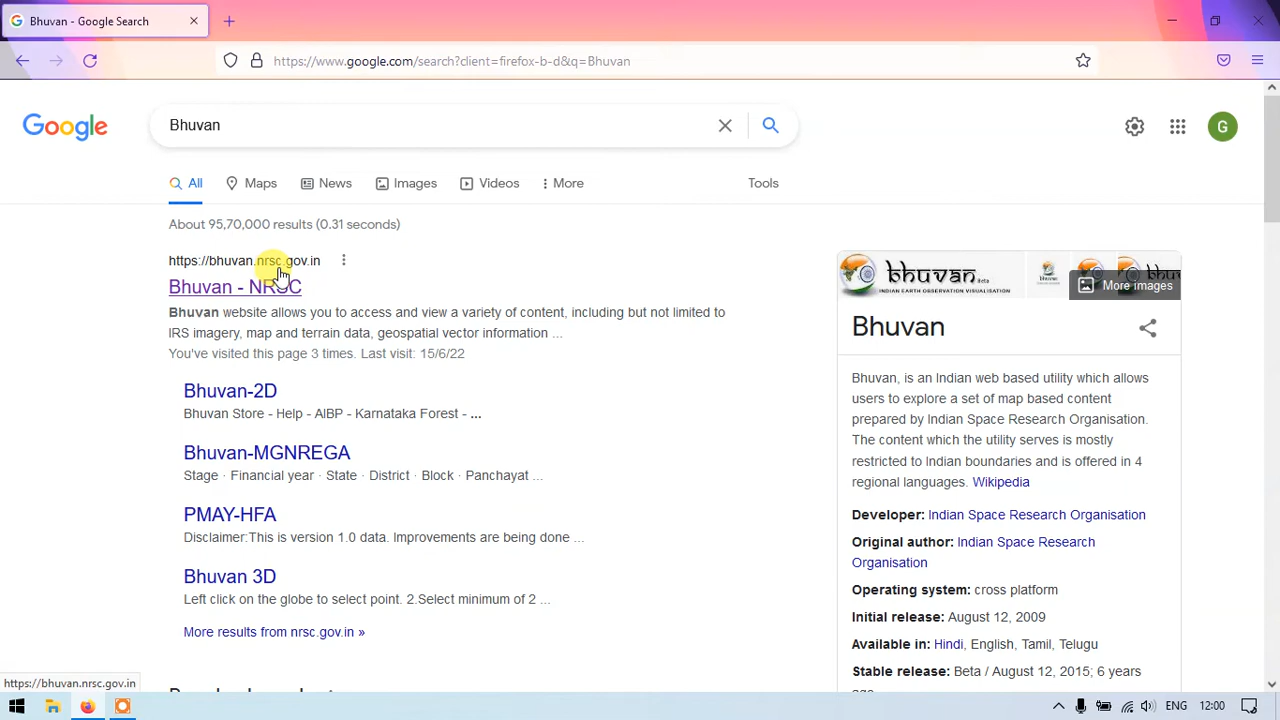 Bhuvan - Google Search
https://www.google.com/search?client=firefox-b-d&q=Bhuvan
Google
Bhuvan
G
All
Maps
News
Images
Videos
More
Tools
About 95,70,000 results (0.31 seconds)
https://bhuvan.nrsc.gov.in
Bhuvan - NRSC
Bhuvan website allows you to access and view a variety of content, including but not limited to
IRS imagery, map and terrain data, geospatial vector information ...
You've visited this page 3 times. Last visit: 15/6/22
Bhuvan-2D
Bhuvan Store - Help - AIBP - Karnataka Forest - ...
Bhuvan-MGNREGA
Stage · Financial year · State · District · Block · Panchayat ...
PMAY-HFA
Disclaimer:This is version 1.0 data. Improvements are being done ...
Bhuvan 3D
Left click on the globe to select point. 2.Select minimum of 2 ...
More results from nrsc.gov.in »
bhuvan
Beta
INDIAN EARTH OBSERVATION VISUALISATION
More images
Bhuvan
Bhuvan, is an Indian web based utility which allows
users to explore a set of map based content
prepared by Indian Space Research Organisation.
The content which the utility serves is mostly
restricted to Indian boundaries and is offered in 4
regional languages. Wikipedia
Developer: Indian Space Research Organisation
Original author: Indian Space Research
Organisation
Operating system: cross platform
Initial release: August 12, 2009
Available in: Hindi, English, Tamil, Telugu
Stable release: Beta / August 12, 2015; 6 years
ago
https://bhuvan.nrsc.gov.in
ENG
12:00